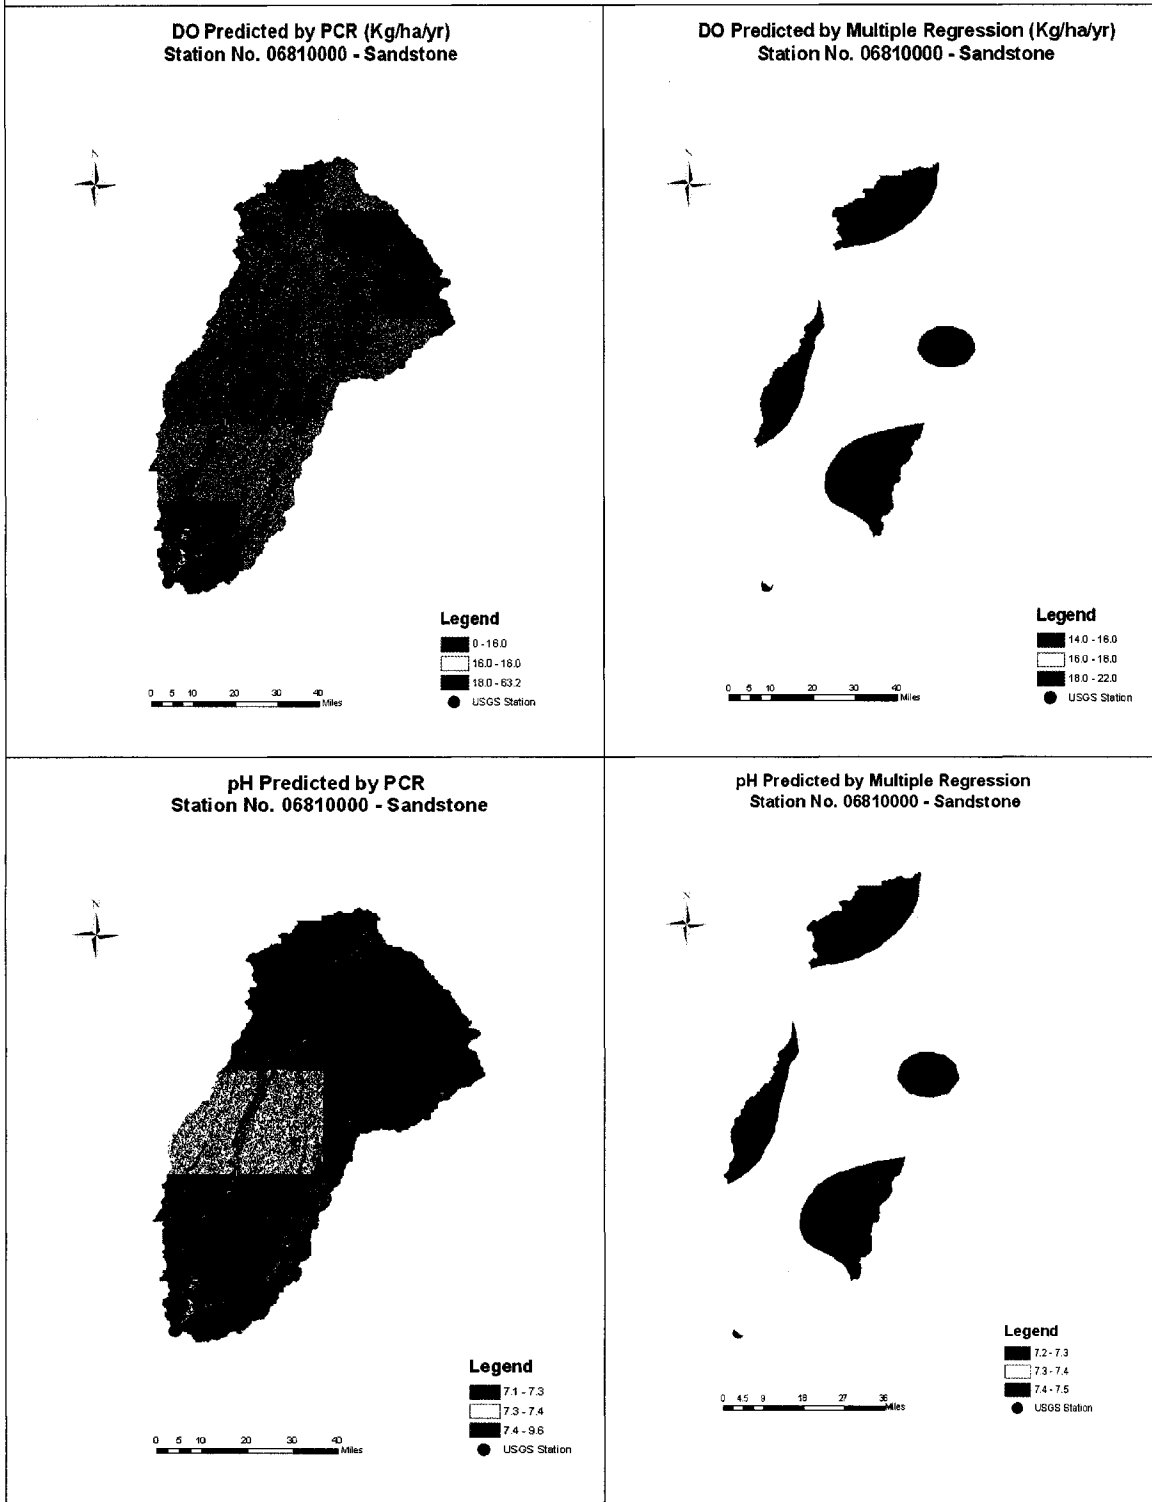 DO Predicted by PCR (Kg/ha/yr)
Station No. 06810000 - Sandstone
N
Legend
0 - 16.0
16.0 - 18.0
18.0 - 63.2
USGS Station
0 5 10 20 30 40
Miles
DO Predicted by Multiple Regression (Kg/ha/yr)
Station No. 06810000 - Sandstone
N
Legend
14.0 - 16.0
16.0 - 18.0
18.0 - 22.0
USGS Station
0 5 10 20 30 40
Miles
pH Predicted by PCR
Station No. 06810000 - Sandstone
N
Legend
7.1 - 7.3
7.3 - 7.4
7.4 - 9.6
USGS Station
0 5 10 20 30 40
Miles
pH Predicted by Multiple Regression
Station No. 06810000 - Sandstone
N
Legend
7.2 - 7.3
7.3 - 7.4
7.4 - 7.5
USGS Station
0 4.5 9 18 27 36
Miles